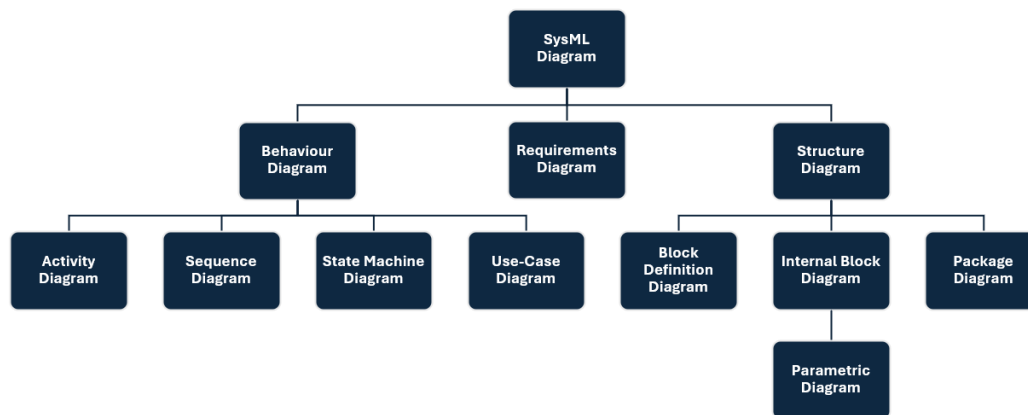 SysML
Diagram
Behaviour
Diagram
Requirements
Diagram
Structure
Diagram
Activity
Diagram
Sequence
Diagram
State Machine
Diagram
Use-Case
Diagram
Block
Definition
Diagram
Internal Block
Diagram
Package
Diagram
Parametric
Diagram